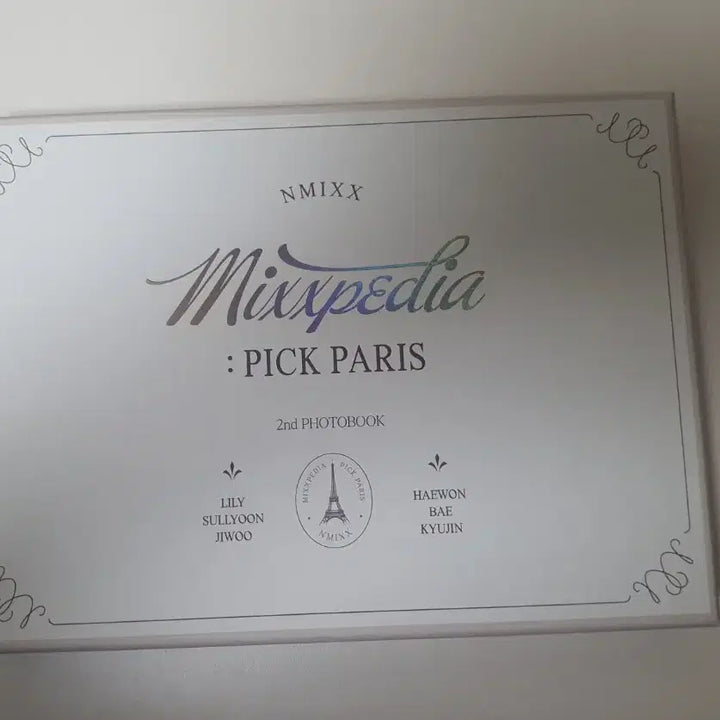 NMIXX
Mixxpedia
: PICK PARIS
2nd PHOTOBOOK
LILY
SULLYOON
JIWOO
MIXXPEDIA PICK PARIS
NMIXX
HAEWON
BAE
KYUJIN